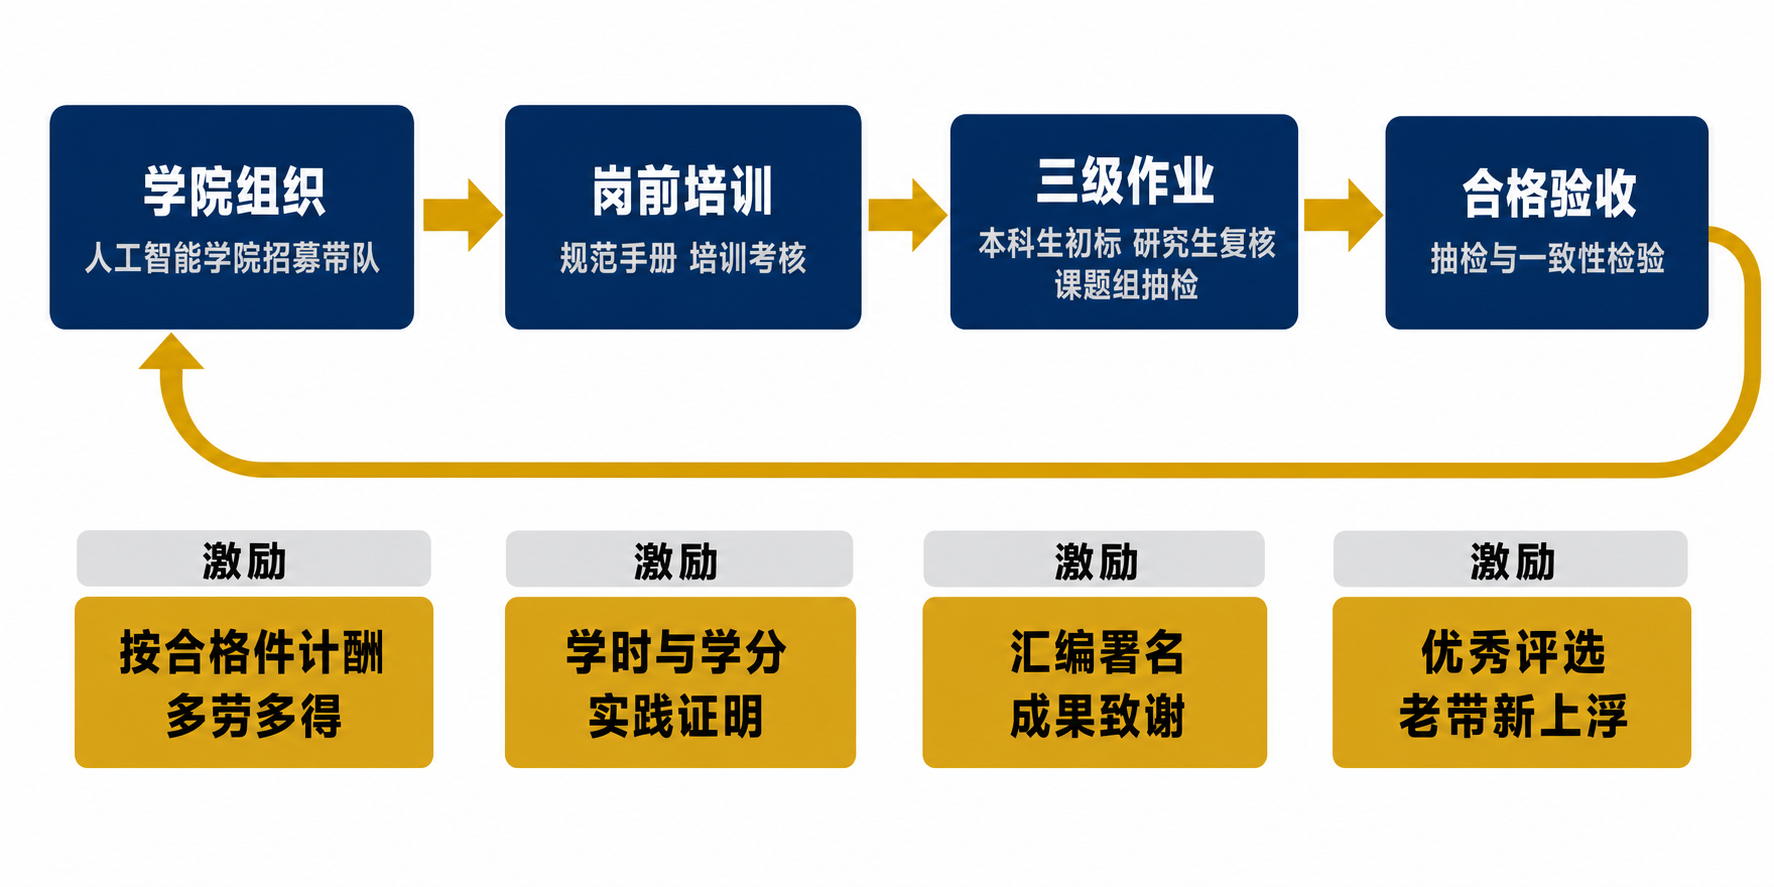 学院组织
人工智能学院招募带队
岗前培训
规范手册 培训考核
三级作业
本科生初标 研究生复核
课题组抽检
合格验收
抽检与一致性检验
激励
按合格件计酬
多劳多得
激励
学时与学分
实践证明
激励
汇编署名
成果致谢
激励
优秀评选
老带新上浮